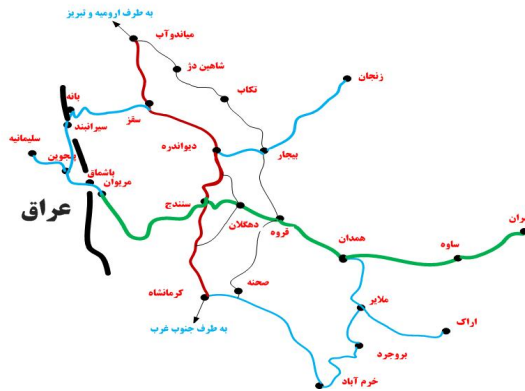 به طرف ارومیه و تبریز
میاندوآب
شاهین دژ
تکاب
زنجان
بانه
سقز
سیرانبند
سلیمانیه
دیواندره
بیجار
پنجوین
باشماق
مریوان
عراق
سنندج
دهگلان
قروه
همدان
ساوه
صحنه
کرمانشاه
ملایر
اراک
به طرف جنوب غرب
بروجرد
خرم آباد